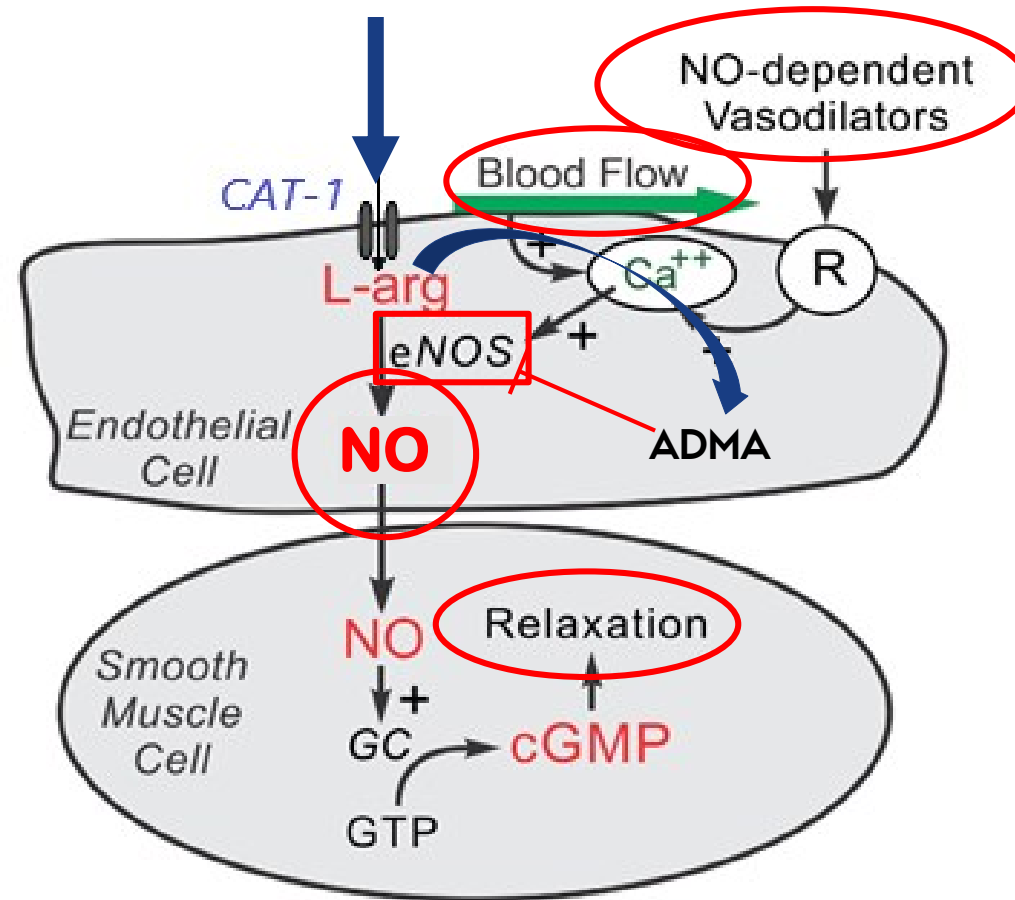 NO-dependent
Vasodilators
Blood Flow
CAT-1
+
Ca++
R
L-arg
eNOS
+
+
Endothelial
Cell
NO
ADMA
NO
Relaxation
Smooth
Muscle
Cell
+
GC
cGMP
GTP